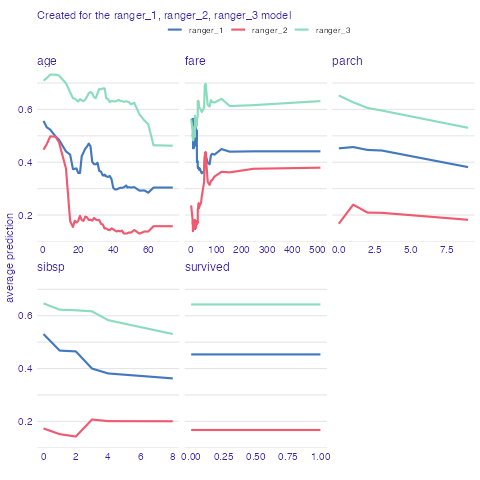 Created for the ranger_1, ranger_2, ranger_3 model
ranger_1 ranger_2 ranger_3
age fare parch
0.6
0.4
0.2
0 20 40 60 0 100 200 300 400 500 0.0 2.5 5.0 7.5
average prediction
sibsp survived
0.6
0.4
0.2
0 2 4 6 8 0.00 0.25 0.50 0.75 1.00